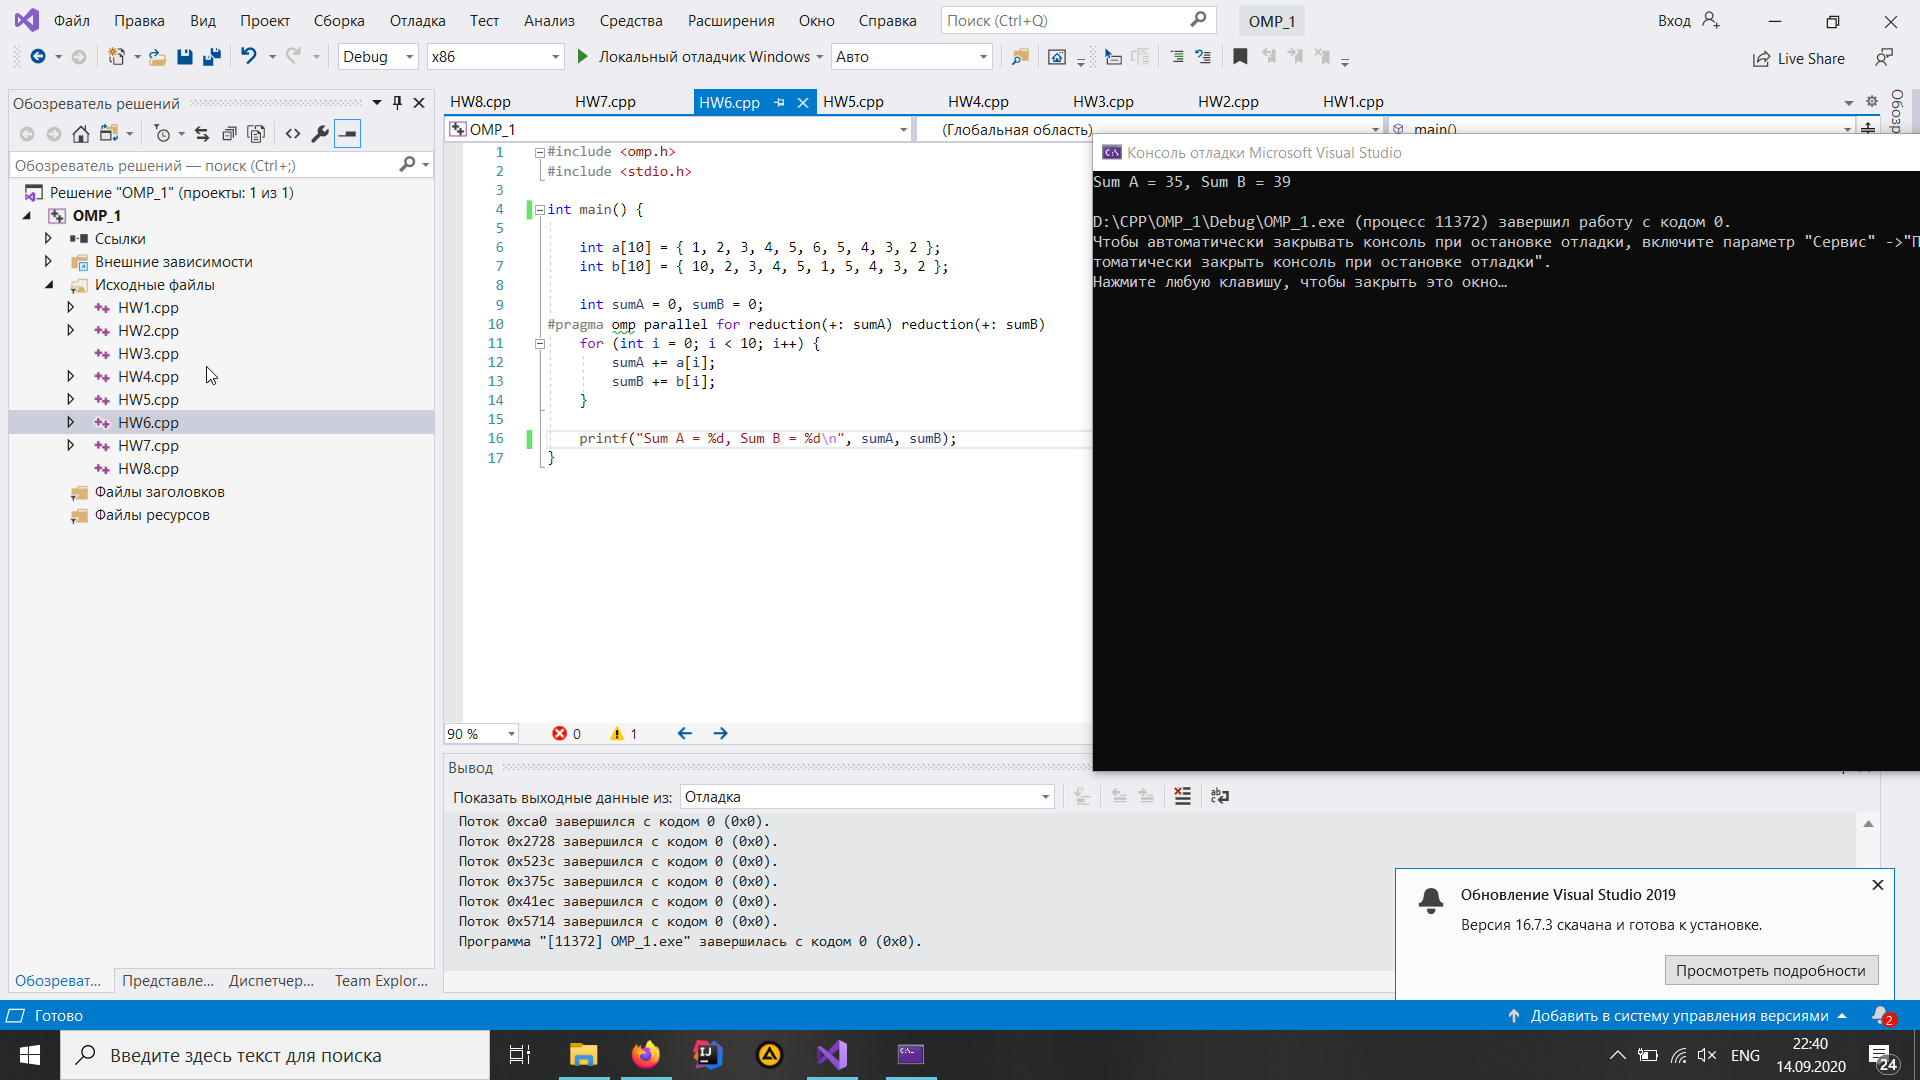 Файл Правка Вид Проект Сборка Отладка Тест Анализ Средства Расширения Окно Справка Поиск (Ctrl+Q) OMP_1 Вход
Debug x86 Локальный отладчик Windows Авто Live Share
Обозреватель решений
Обозреватель решений — поиск (Ctrl+;)
Решение "OMP_1" (проекты: 1 из 1)
OMP_1
Ссылки
Внешние зависимости
Исходные файлы
HW1.cpp
HW2.cpp
HW3.cpp
HW4.cpp
HW5.cpp
HW6.cpp
HW7.cpp
HW8.cpp
Файлы заголовков
Файлы ресурсов
Обозреват... Представле... Диспетчер... Team Explor...
HW8.cpp HW7.cpp HW6.cpp HW5.cpp HW4.cpp HW3.cpp HW2.cpp HW1.cpp
OMP_1 (Глобальная область) main()
1 #include <omp.h>
2 #include <stdio.h>
3
4 int main() {
5
6 int a[10] = { 1, 2, 3, 4, 5, 6, 5, 4, 3, 2 };
7 int b[10] = { 10, 2, 3, 4, 5, 1, 5, 4, 3, 2 };
8
9 int sumA = 0, sumB = 0;
10 #pragma omp parallel for reduction(+: sumA) reduction(+: sumB)
11 for (int i = 0; i < 10; i++) {
12 sumA += a[i];
13 sumB += b[i];
14 }
15
16 printf("Sum A = %d, Sum B = %d\n", sumA, sumB);
17 }
90 % 0 1
Консоль отладки Microsoft Visual Studio
Sum A = 35, Sum B = 39
D:\CPP\OMP_1\Debug\OMP_1.exe (процесс 11372) завершил работу с кодом 0.
Чтобы автоматически закрывать консоль при остановке отладки, включите параметр "Сервис" ->"П
томатически закрыть консоль при остановке отладки".
Нажмите любую клавишу, чтобы закрыть это окно…
Обозр
Вывод
Показать выходные данные из: Отладка
Поток 0xca0 завершился с кодом 0 (0x0).
Поток 0x2728 завершился с кодом 0 (0x0).
Поток 0x523c завершился с кодом 0 (0x0).
Поток 0x375c завершился с кодом 0 (0x0).
Поток 0x41ec завершился с кодом 0 (0x0).
Поток 0x5714 завершился с кодом 0 (0x0).
Программа "[11372] OMP_1.exe" завершилась с кодом 0 (0x0).
Обновление Visual Studio 2019
Версия 16.7.3 скачана и готова к установке.
Просмотреть подробности
Готово Добавить в систему управления версиями 2
Введите здесь текст для поиска ENG 22:40
14.09.2020 24